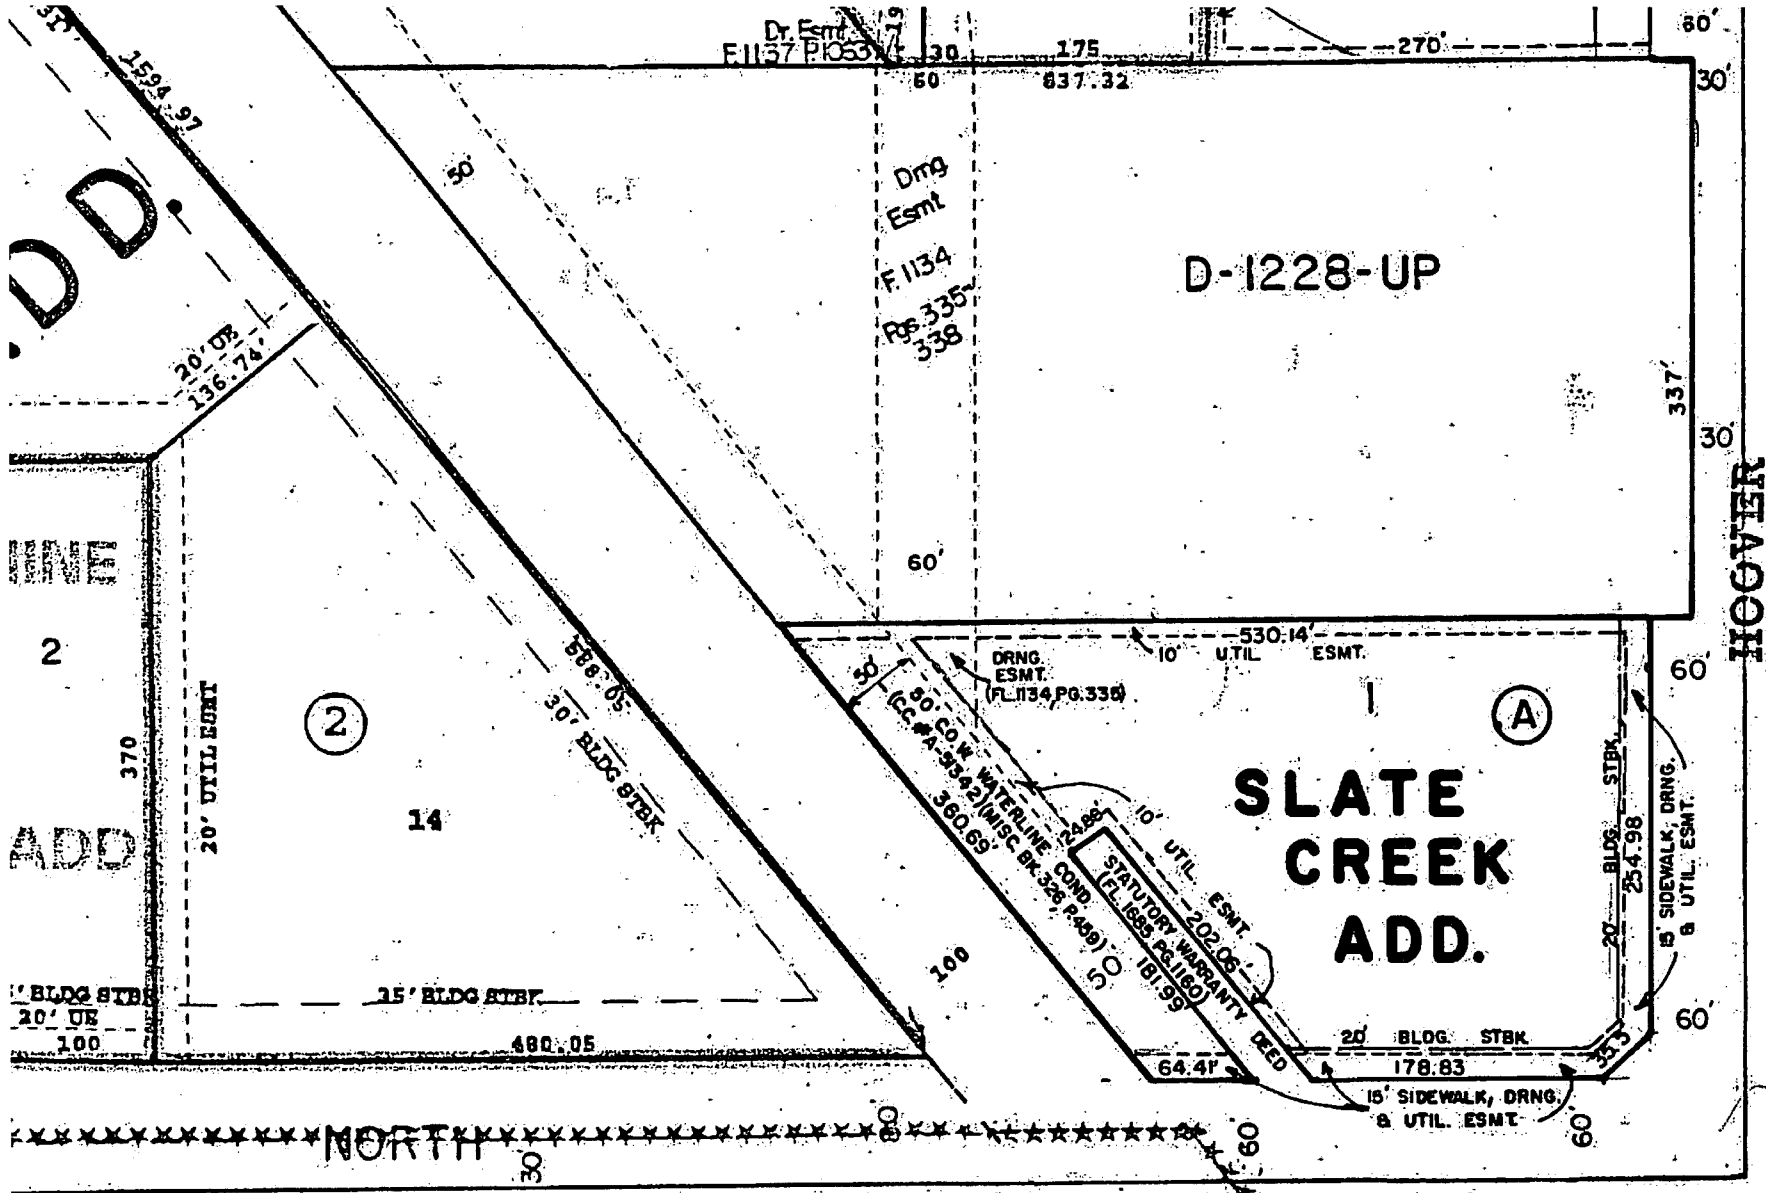 Dr. Esmt
F.1137 P.1053
30
175
270'
60'
1594.97
60
837.32
30'
50'
Drng
Esmt
F. 1134
Pgs. 335~
338
D-1228-UP
DD.
20' UE
136.74'
337'
30'
HOOVER
60'
2
370
20' UTIL ESMT
2
14
588.05
30' BLDG STBK
ADD
530.14'
10' UTIL. ESMT.
DRNG.
ESMT.
(FL.1134,PG.335)
50'
50' C.O.W. WATERLINE COND.
(C.C.#A-51342)(MISC. BK. 326 P.459)
360.69'
50
1
A
60'
SLATE
CREEK
ADD.
24.88'
10' UTIL. ESMT.
STATUTORY WARRANTY DEED
(FL. 1685, PG.1160)
202.06'
181.99'
20' BLDG. STBK.
254.98
15' SIDEWALK, DRNG.
& UTIL. ESMT.
60'
100
' BLDG STBK
20' UE
100
35' BLDG STBK
480.05
64.41'
20' BLDG. STBK
178.83
35.3
15' SIDEWALK, DRNG.
& UTIL. ESMT.
60'
60'
NORTH
30